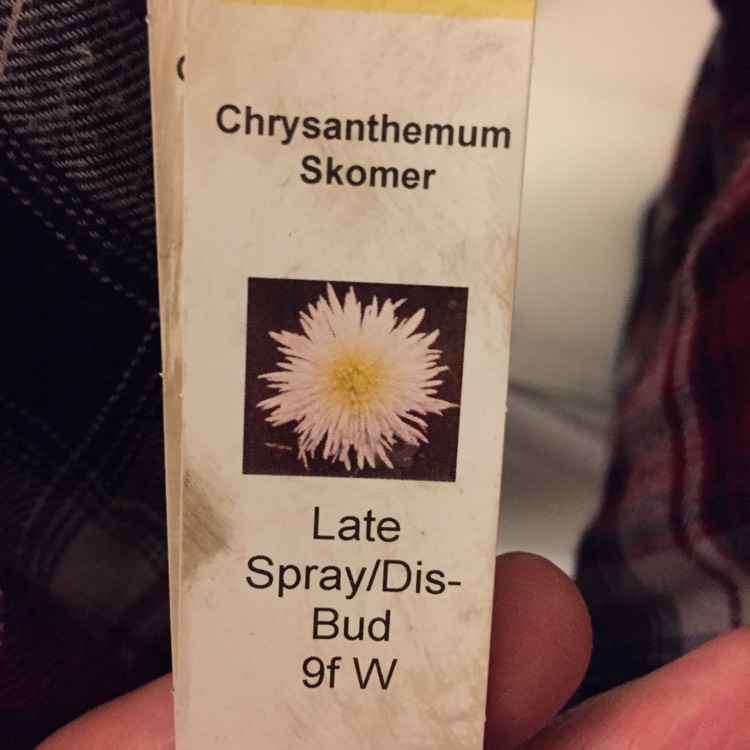 Chrysanthemum
Skomer
Late
Spray/Dis-
Bud
9f W